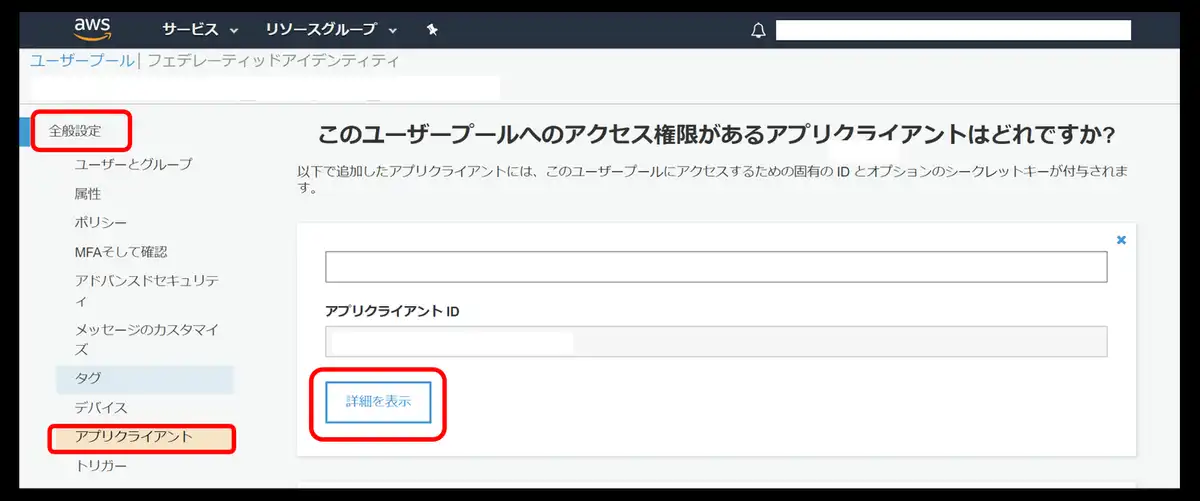 aws サービス リソースグループ
ユーザープール | フェデレーティッドアイデンティティ
全般設定
ユーザーとグループ
属性
ポリシー
MFAそして確認
アドバンスドセキュリテ
ィ
メッセージのカスタマイ
ズ
タグ
デバイス
アプリクライアント
トリガー
このユーザープールへのアクセス権限があるアプリクライアントはどれですか?
以下で追加したアプリクライアントには、このユーザープールにアクセスするための固有の ID とオプションのシークレットキーが付与されま
す。
アプリクライアント ID
詳細を表示